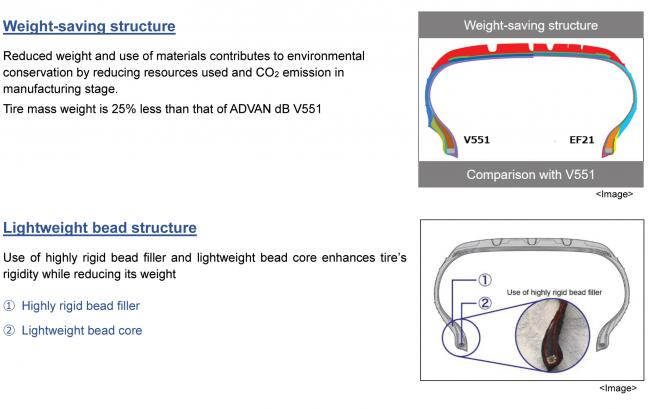 Weight-saving structure
Reduced weight and use of materials contributes to environmental
conservation by reducing resources used and CO₂ emission in
manufacturing stage.
Tire mass weight is 25% less than that of ADVAN dB V551
Weight-saving structure
V551 EF21
Comparison with V551
<Image>
Lightweight bead structure
Use of highly rigid bead filler and lightweight bead core enhances tire's
rigidity while reducing its weight
① Highly rigid bead filler
② Lightweight bead core
①
②
Use of highly rigid bead filler
<Image>